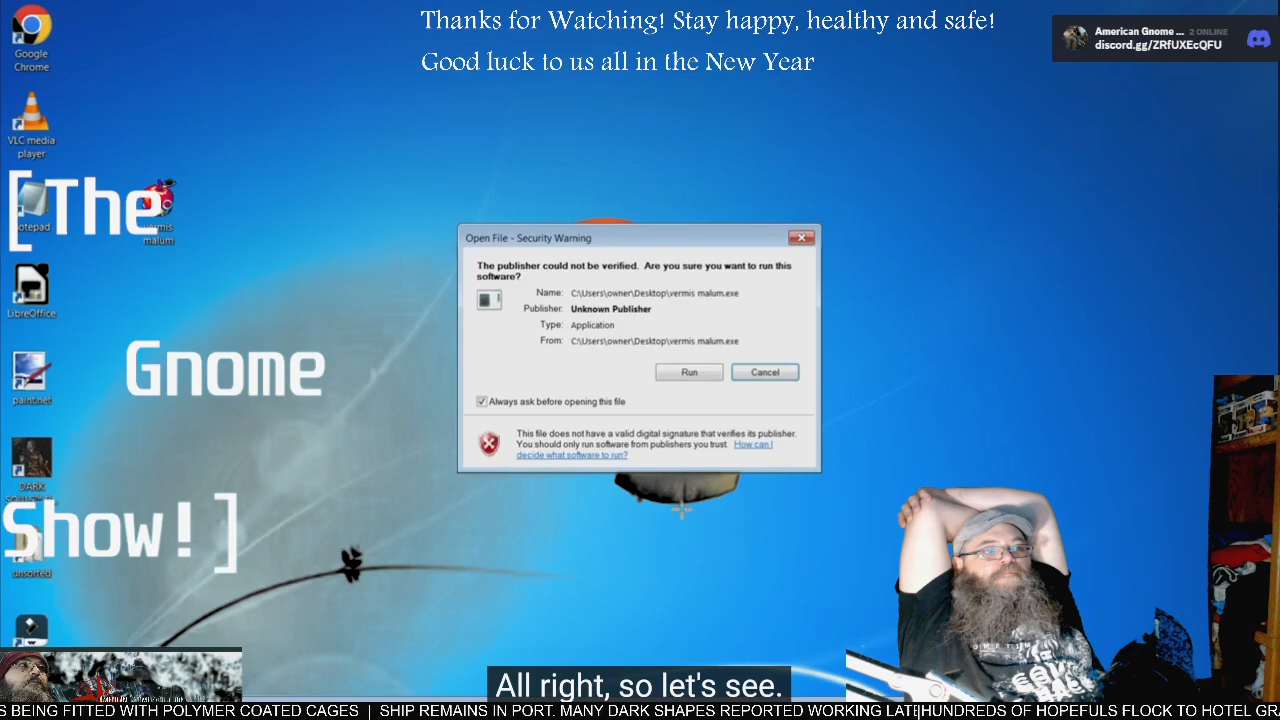 Thanks for Watching! Stay happy, healthy and safe!
Good luck to us all in the New Year
American Gnome ... 2 ONLINE
discord.gg/ZRfUXEcQFU
Google
Chrome
VLC media
player
[The
malum
LibreOffice
Gnome
paint.net
DARK
Show! ]
unsorted
Open File - Security Warning
The publisher could not be verified. Are you sure you want to run this
software?
Name: C:\Users\owner\Desktop\vermis malum.exe
Publisher: Unknown Publisher
Type: Application
From: C:\Users\owner\Desktop\vermis malum.exe
Run Cancel
Always ask before opening this file
This file does not have a valid digital signature that verifies its publisher.
You should only run software from publishers you trust. How can I
decide what software to run?
All right, so let's see.
S BEING FITTED WITH POLYMER COATED CAGES | SHIP REMAINS IN PORT. MANY DARK SHAPES REPORTED WORKING LATE|HUNDREDS OF HOPEFULS FLOCK TO HOTEL GR